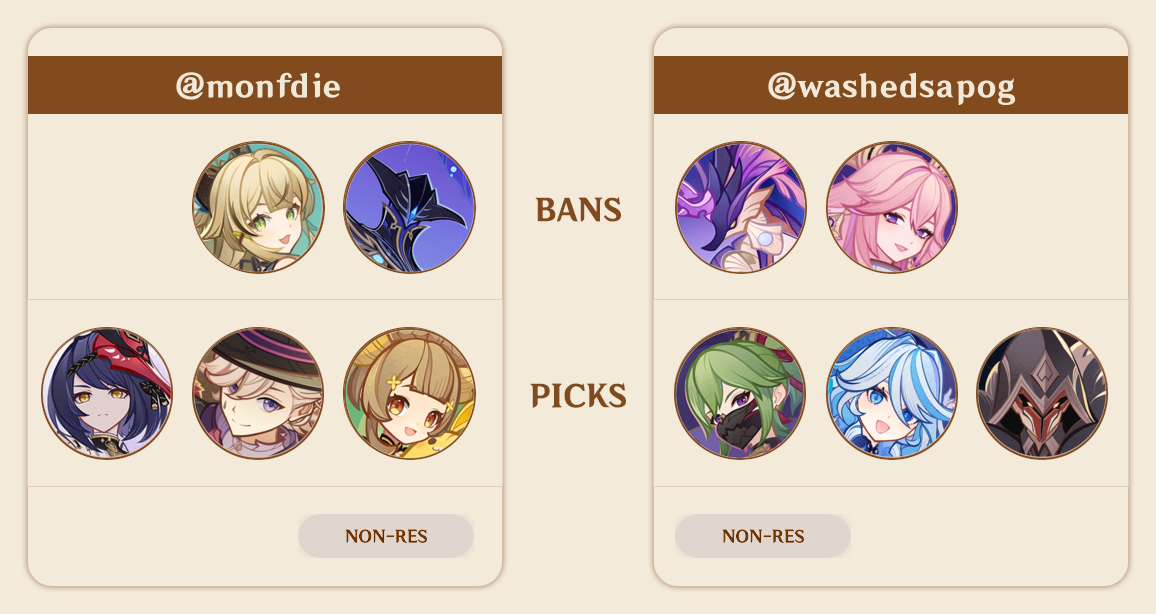 @monfdie
@washedsapog
BANS
PICKS
NON-RES
NON-RES